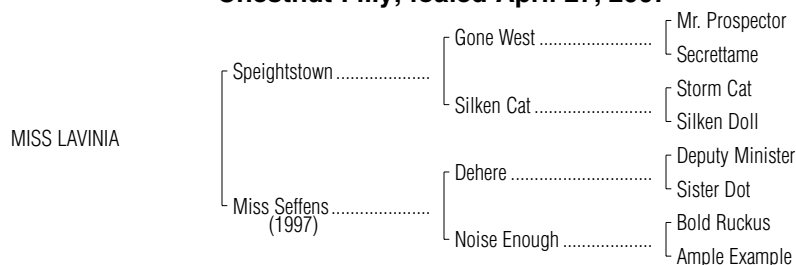 Chestnut Filly; foaled April 27, 2007
Mr. Prospector
Gone West ....................
Secrettame
Speightstown ....................
Storm Cat
Silken Cat ......................
Silken Doll
MISS LAVINIA
Deputy Minister
Dehere ..........................
Sister Dot
Miss Seffens.....................
(1997)
Bold Ruckus
Noise Enough ..................
Ample Example